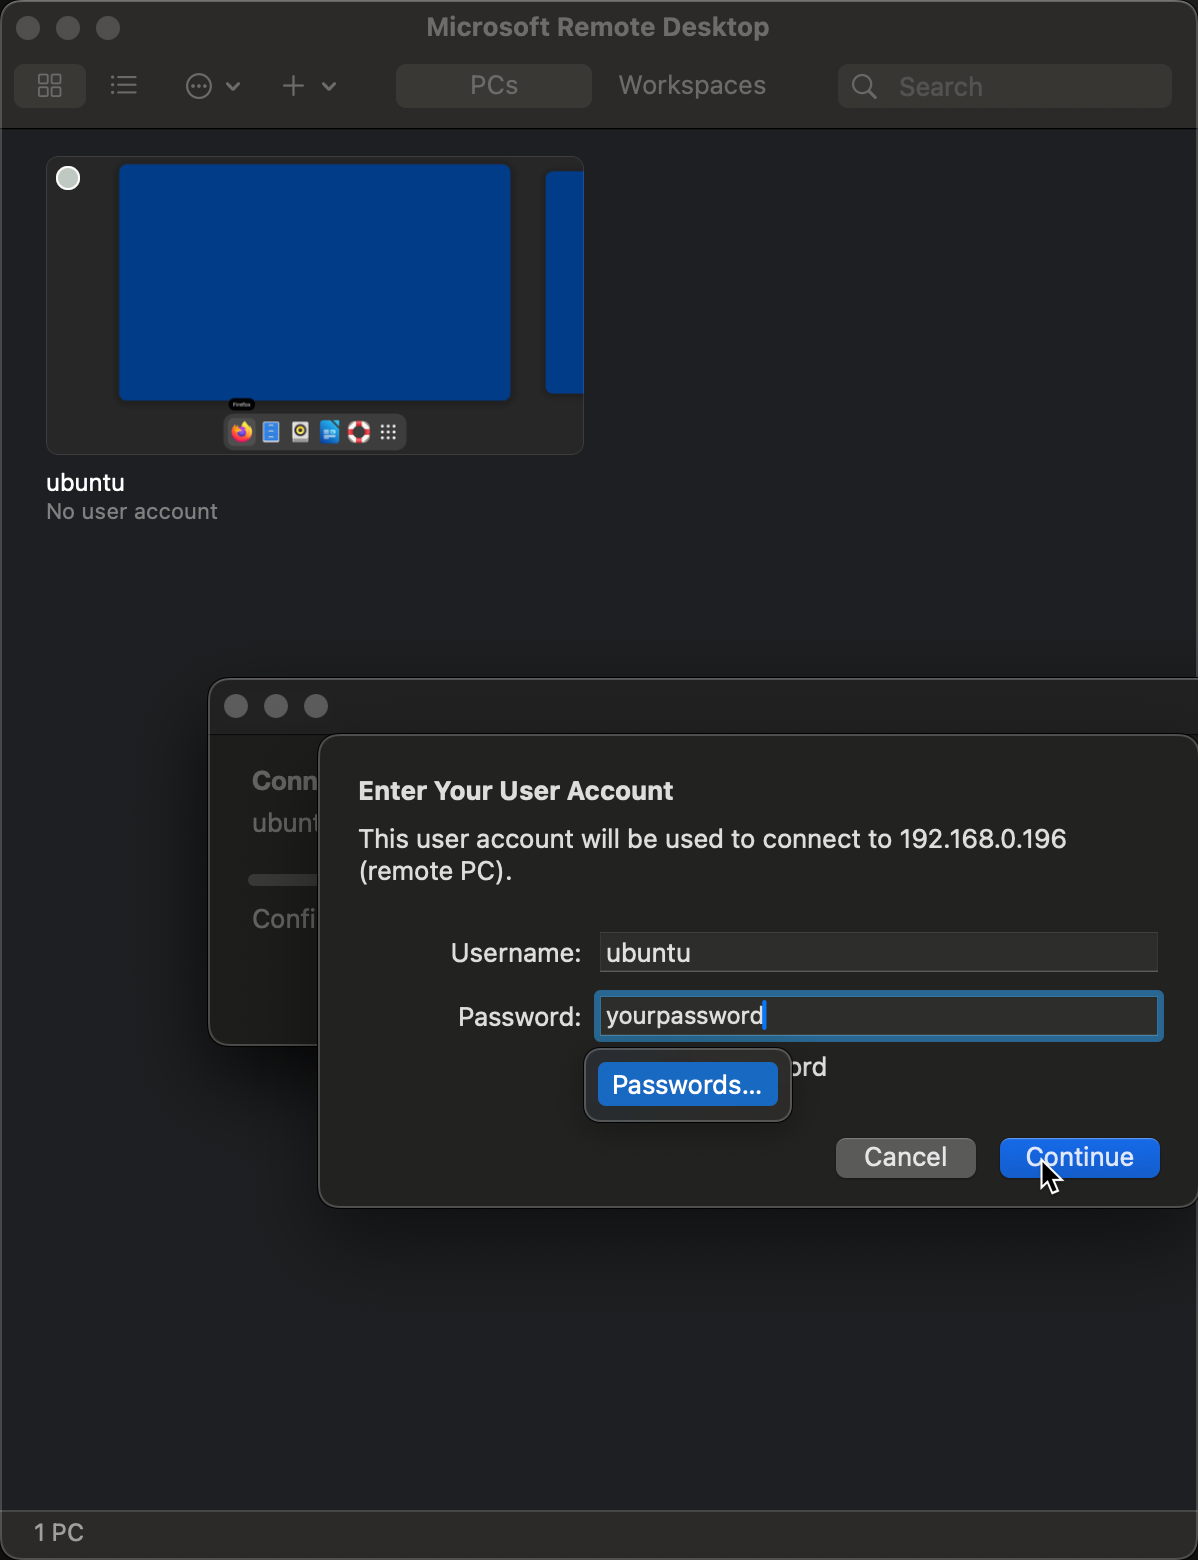 Microsoft Remote Desktop
PCs
Workspaces
Search
Firefox
ubuntu
No user account
Conn
ubunt
Confi
Enter Your User Account
This user account will be used to connect to 192.168.0.196
(remote PC).
Username: ubuntu
Password: yourpassword
ord
Passwords...
Cancel
Continue
1 PC